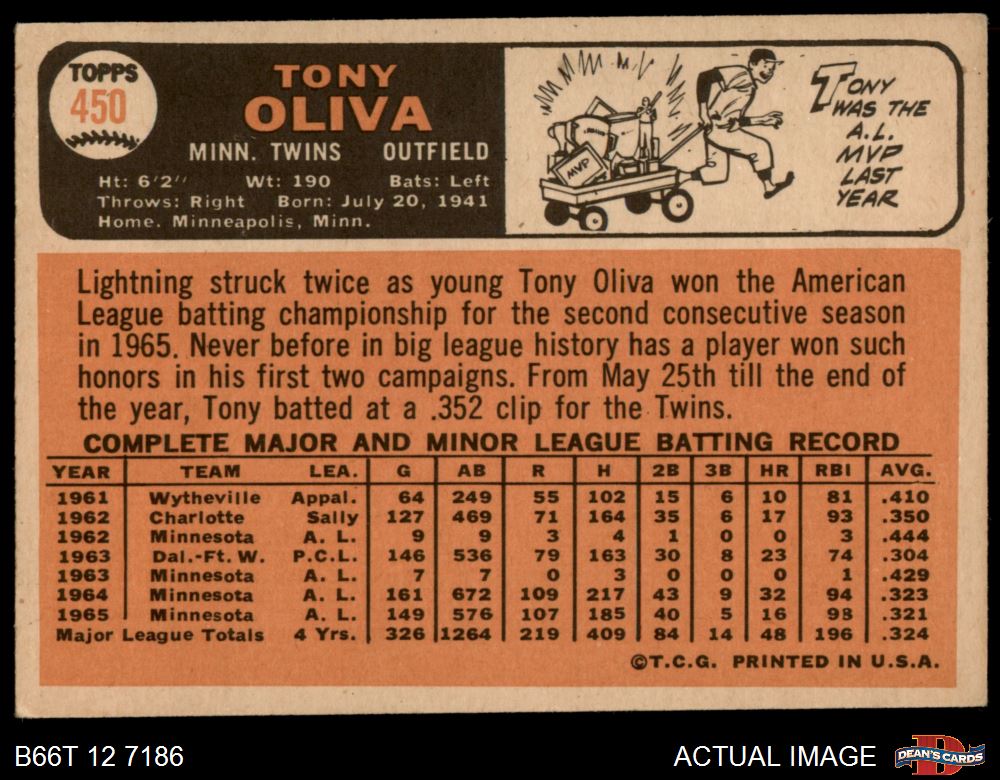 TOPPS
450
TONY
OLIVA
MINN. TWINS OUTFIELD
Ht: 6'2" Wt: 190 Bats: Left
Throws: Right Born: July 20, 1941
Home. Minneapolis, Minn.
MVP
TONY
WAS THE
A.L.
MVP
LAST
YEAR
Lightning struck twice as young Tony Oliva won the American
League batting championship for the second consecutive season
in 1965. Never before in big league history has a player won such
honors in his first two campaigns. From May 25th till the end of
the year, Tony batted at a .352 clip for the Twins.
COMPLETE MAJOR AND MINOR LEAGUE BATTING RECORD
YEAR TEAM LEA. G AB R H 2B 3B HR RBI AVG.
1961 Wytheville Appal. 64 249 55 102 15 6 10 81 .410
1962 Charlotte Sally 127 469 71 164 35 6 17 93 .350
1962 Minnesota A. L. 9 9 3 4 1 0 0 3 .444
1963 Dal.-Ft. W. P.C.L. 146 536 79 163 30 8 23 74 .304
1963 Minnesota A. L. 7 7 0 3 0 0 0 1 .429
1964 Minnesota A. L. 161 672 109 217 43 9 32 94 .323
1965 Minnesota A. L. 149 576 107 185 40 5 16 98 .321
Major League Totals 4 Yrs. 326 1264 219 409 84 14 48 196 .324
©T.C.G. PRINTED IN U.S.A.
B66T 12 7186
ACTUAL IMAGE
DEAN'S CARDS